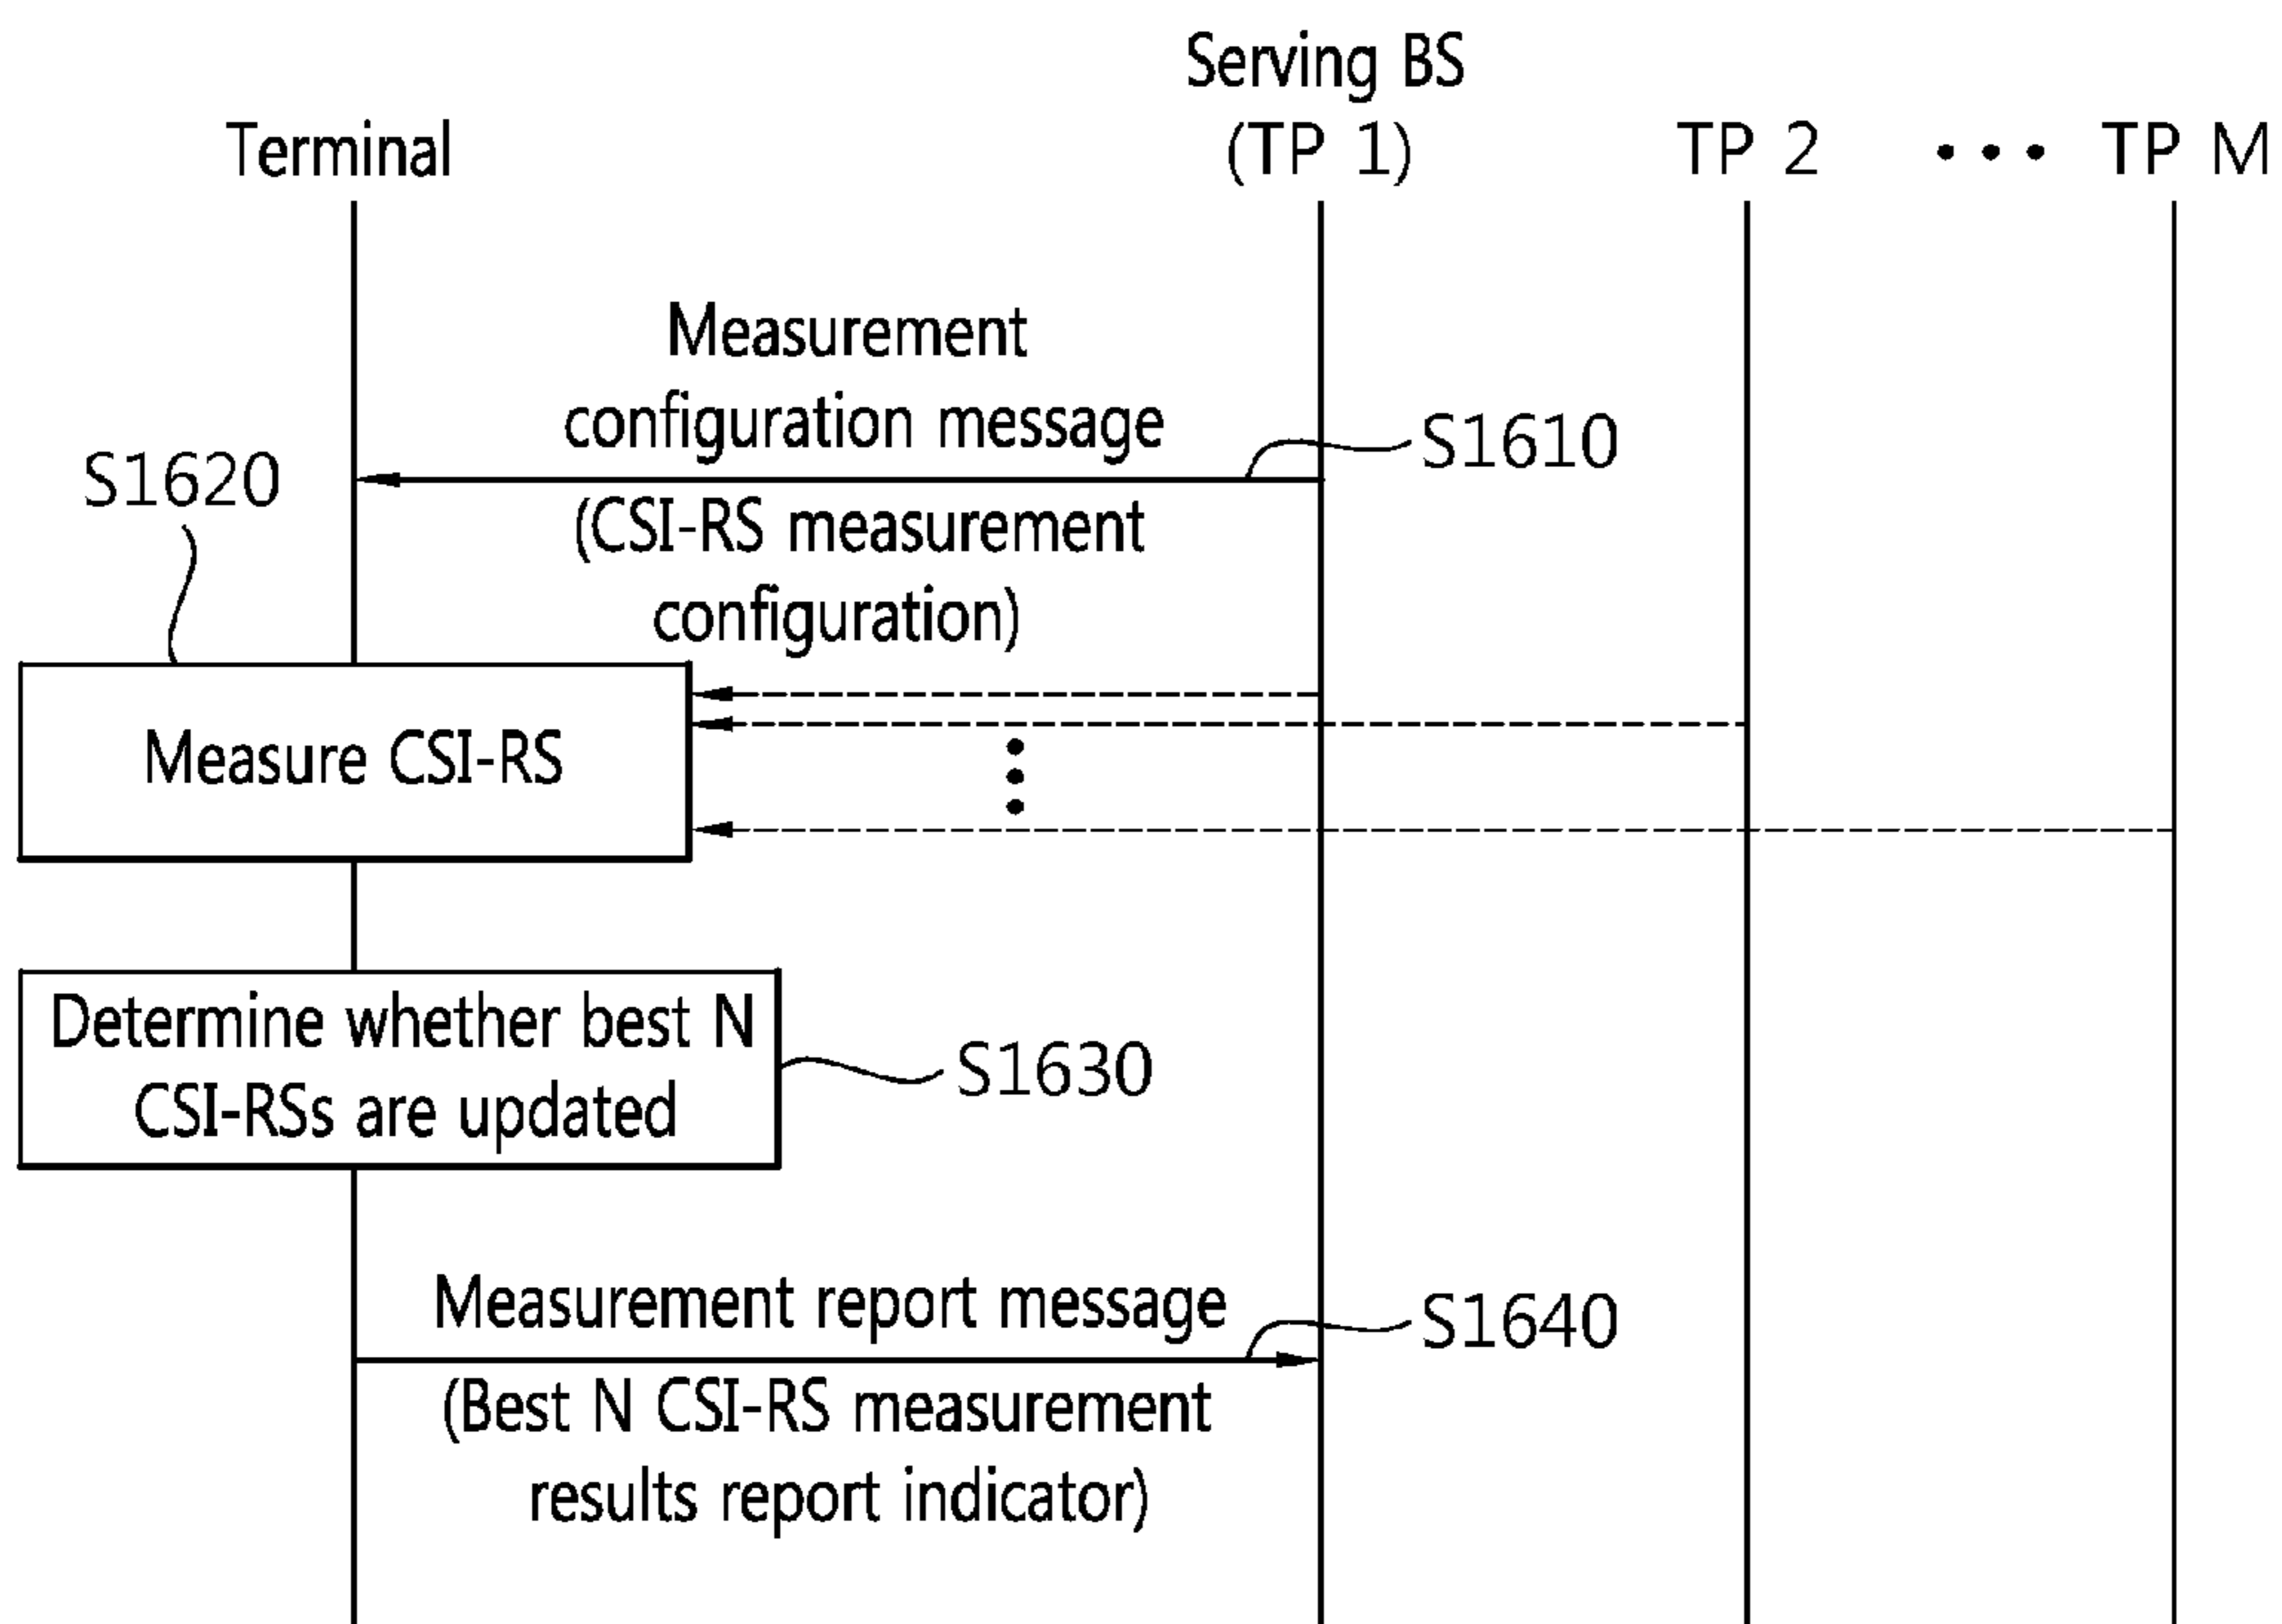 Serving BS
Terminal
(TP 1)
TP 2
• • •
TP M
Measurement
configuration message
S1610
S1620
(CSI-RS measurement
configuration)
Measure CSI-RS
Determine whether best N
CSI-RSs are updated
S1630
Measurement report message
S1640
(Best N CSI-RS measurement
results report indicator)